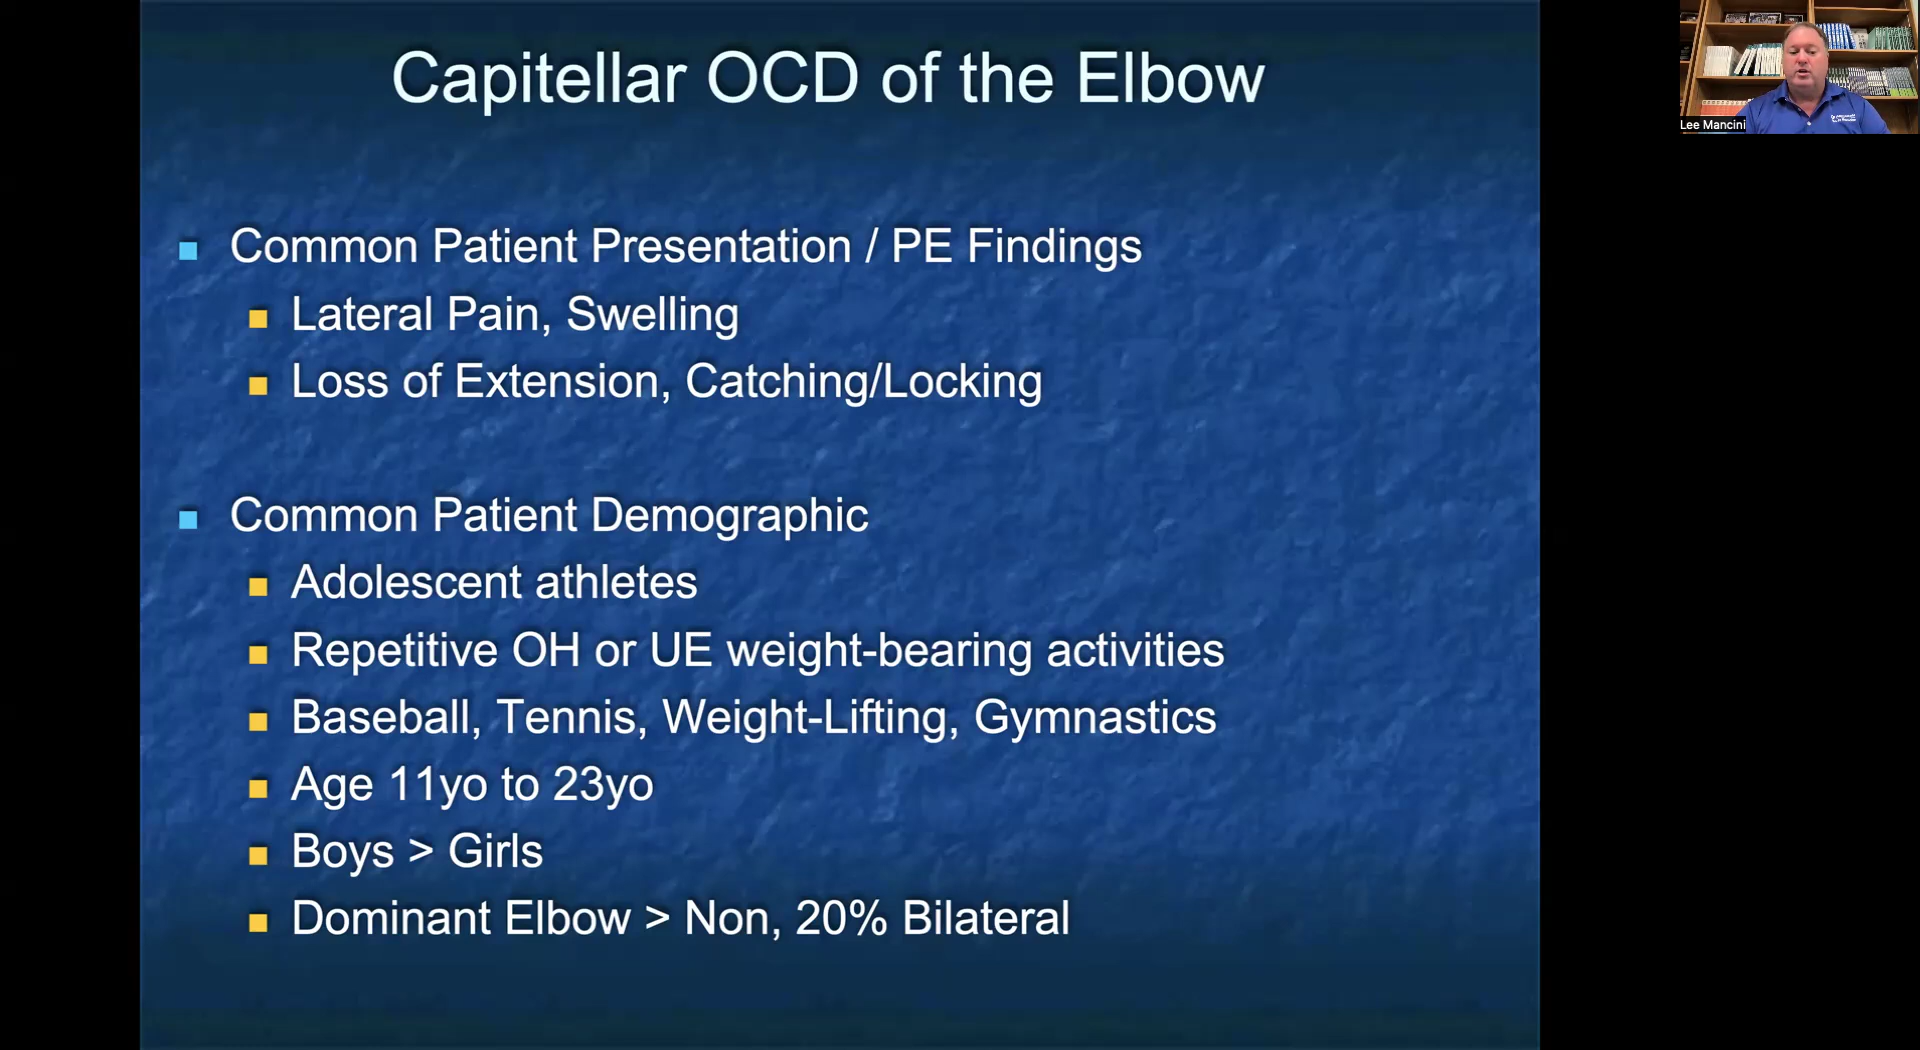 Capitellar OCD of the Elbow
Common Patient Presentation / PE Findings
Lateral Pain, Swelling
Loss of Extension, Catching/Locking
Common Patient Demographic
Adolescent athletes
Repetitive OH or UE weight-bearing activities
Baseball, Tennis, Weight-Lifting, Gymnastics
Age 11yo to 23yo
Boys > Girls
Dominant Elbow > Non, 20% Bilateral
Lee Mancini